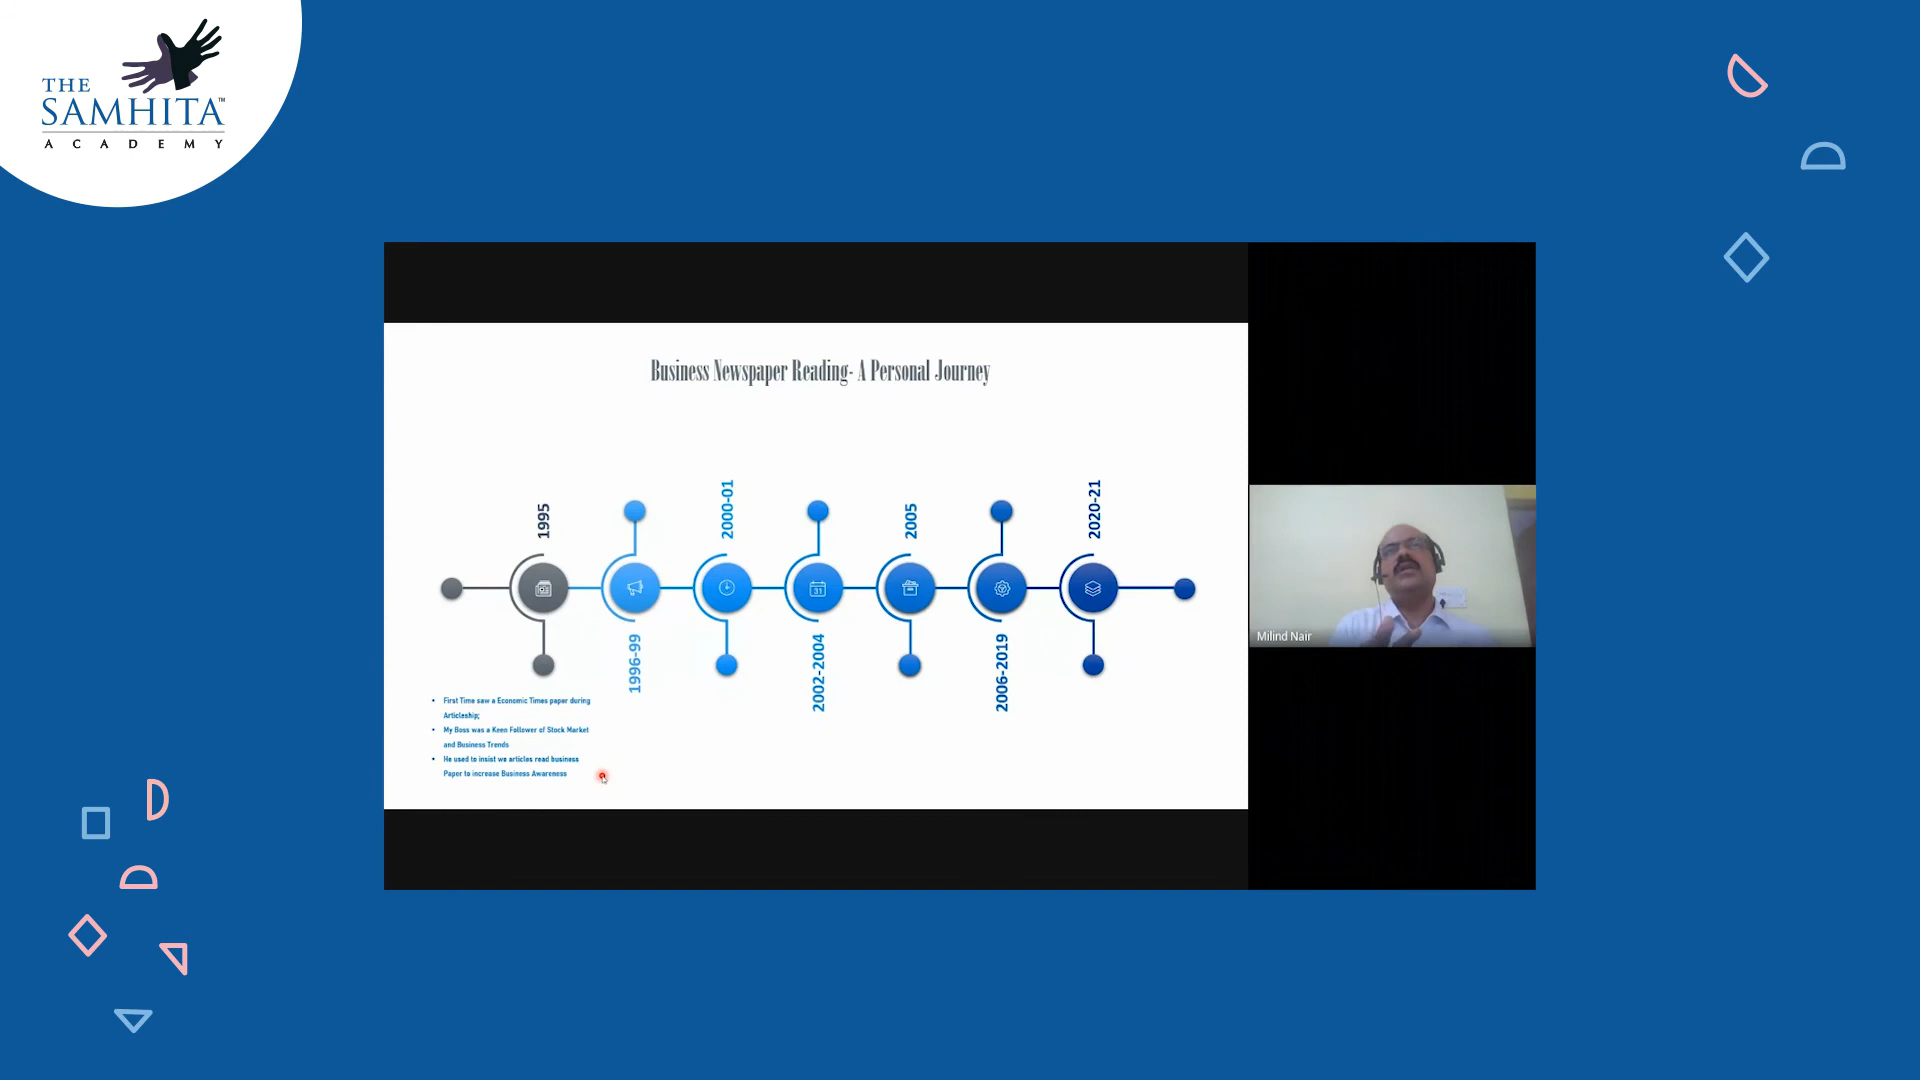 THE
SAMHITA™
ACADEMY
Business Newspaper Reading- A Personal Journey
1995
2000-01
2005
2020-21
31
1996-99
2002-2004
2006-2019
• First Time saw a Economic Times paper during
Articleship;
• My Boss was a Keen Follower of Stock Market
and Business Trends
• He used to insist we articles read business
Paper to increase Business Awareness
Milind Nair